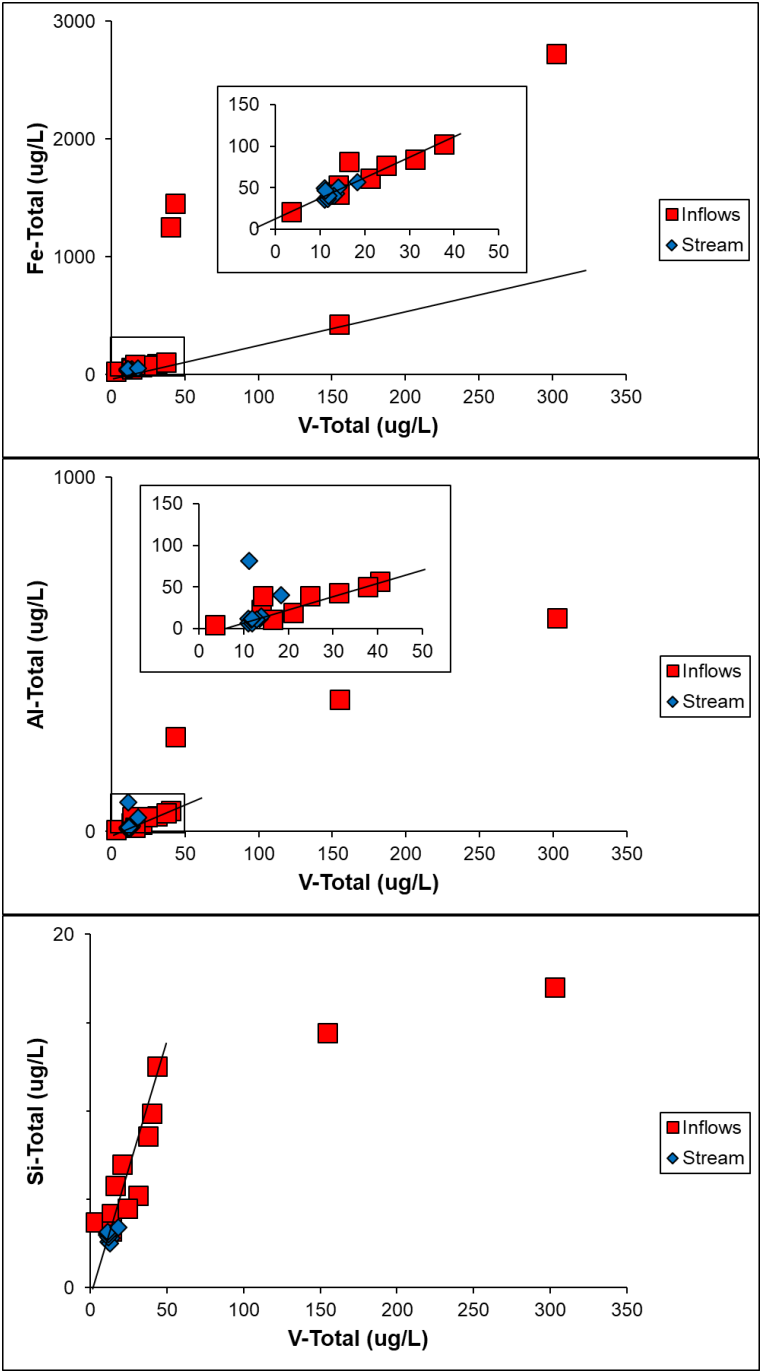 3000
2000
1000
0
Fe-Total (ug/L)
150
100
50
0
0 10 20 30 40 50
Inflows
Stream
0 50 100 150 200 250 300 350
V-Total (ug/L)
1000
0
Al-Total (ug/L)
150
100
50
0
0 10 20 30 40 50
Inflows
Stream
0 50 100 150 200 250 300 350
V-Total (ug/L)
20
0
Si-Total (ug/L)
Inflows
Stream
0 50 100 150 200 250 300 350
V-Total (ug/L)